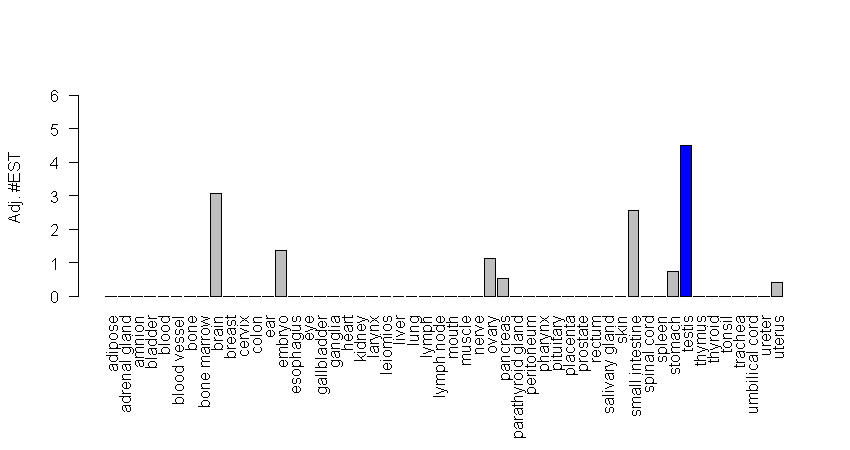 6
5
4
3
2
1
0
Adj. #EST
adipose
adrenal gland
amnion
bladder
blood
blood vessel
bone
bone marrow
brain
breast
cervix
colon
ear
embryo
esophagus
eye
gallbladder
ganglia
heart
kidney
larynx
leiomios
liver
lung
lymph
lymph node
mouth
muscle
nerve
ovary
pancreas
parathyroid gland
peritoneum
pharynx
pituitary
placenta
prostate
rectum
salivary gland
skin
small intestine
spinal cord
spleen
stomach
testis
thymus
thyroid
tonsil
trachea
umbilical cord
ureter
uterus